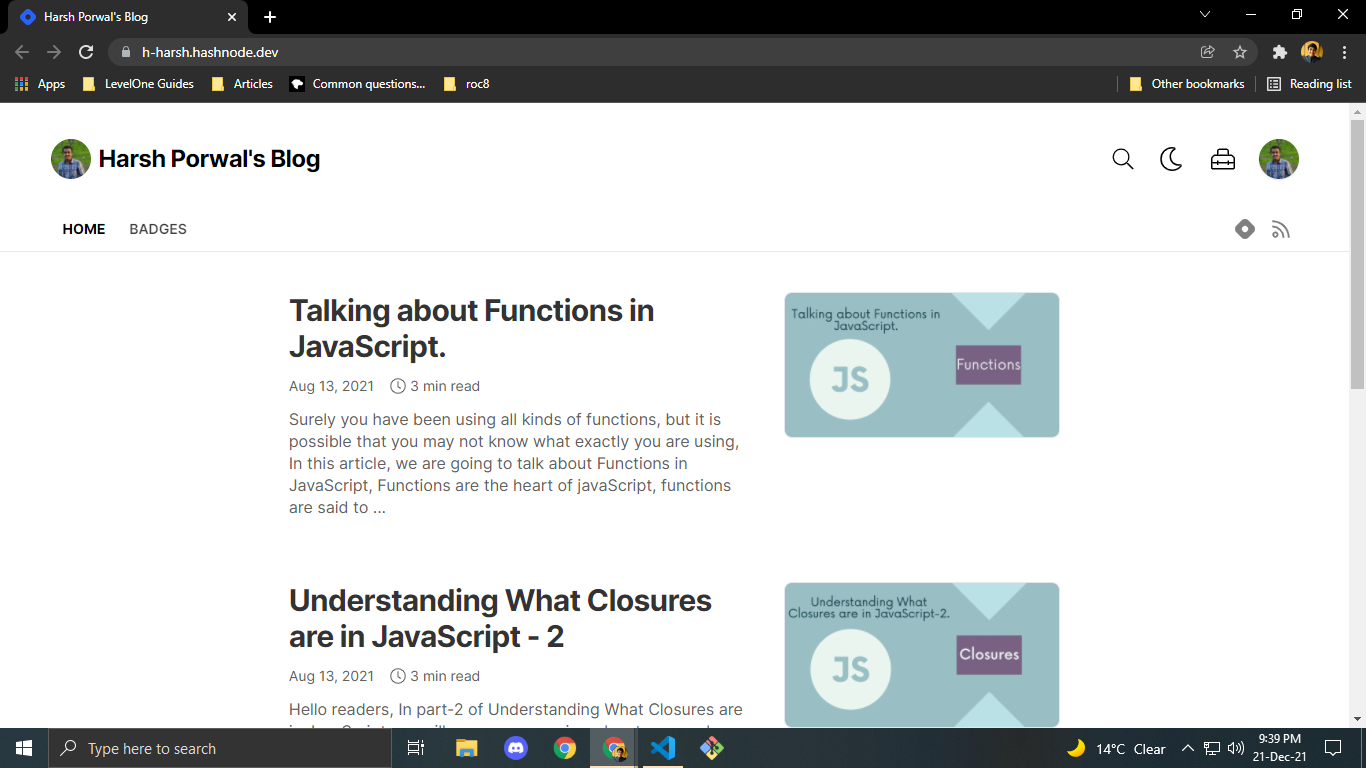 Harsh Porwal's Blog
h-harsh.hashnode.dev
Apps LevelOne Guides Articles Common questions... roc8 Other bookmarks Reading list
Harsh Porwal's Blog
HOME BADGES
Talking about Functions in
JavaScript.
Aug 13, 2021 3 min read
Surely you have been using all kinds of functions, but it is
possible that you may not know what exactly you are using,
In this article, we are going to talk about Functions in
JavaScript, Functions are the heart of javaScript, functions
are said to ...
Talking about Functions in
JavaScript.
JS
Functions
Understanding What Closures
are in JavaScript - 2
Aug 13, 2021 3 min read
Hello readers, In part-2 of Understanding What Closures are
Understanding What
Closures are in JavaScript-2.
JS
Closures
Type here to search
14°C Clear
9:39 PM
21-Dec-21